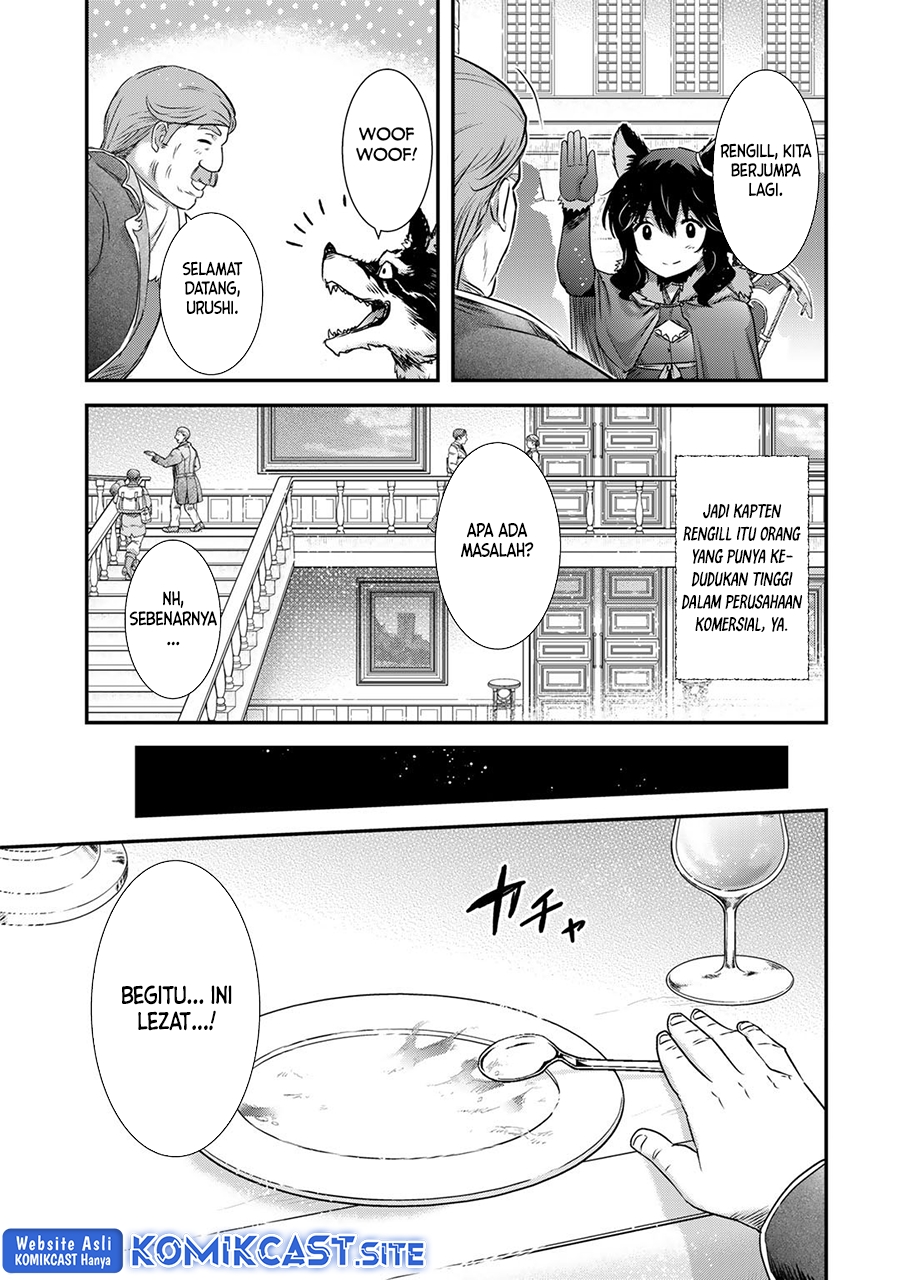 RENGILL, KITA
BERJUMPA
LAGI.
WOOF
WOOF!
SELAMAT
DATANG,
URUSHI.
JADI KAPTEN
RENGILL ITU ORANG
YANG PUNYA KE-
DUDUKAN TINGGI
DALAM PERUSAHAAN
KOMERSIAL, YA.
APA ADA
MASALAH?
NH,
SEBENARNYA
...
カチャ
BEGITU... INI
LEZAT...!
Website Asli
KOMIKCAST Hanya
KOMIKCAST.SITE